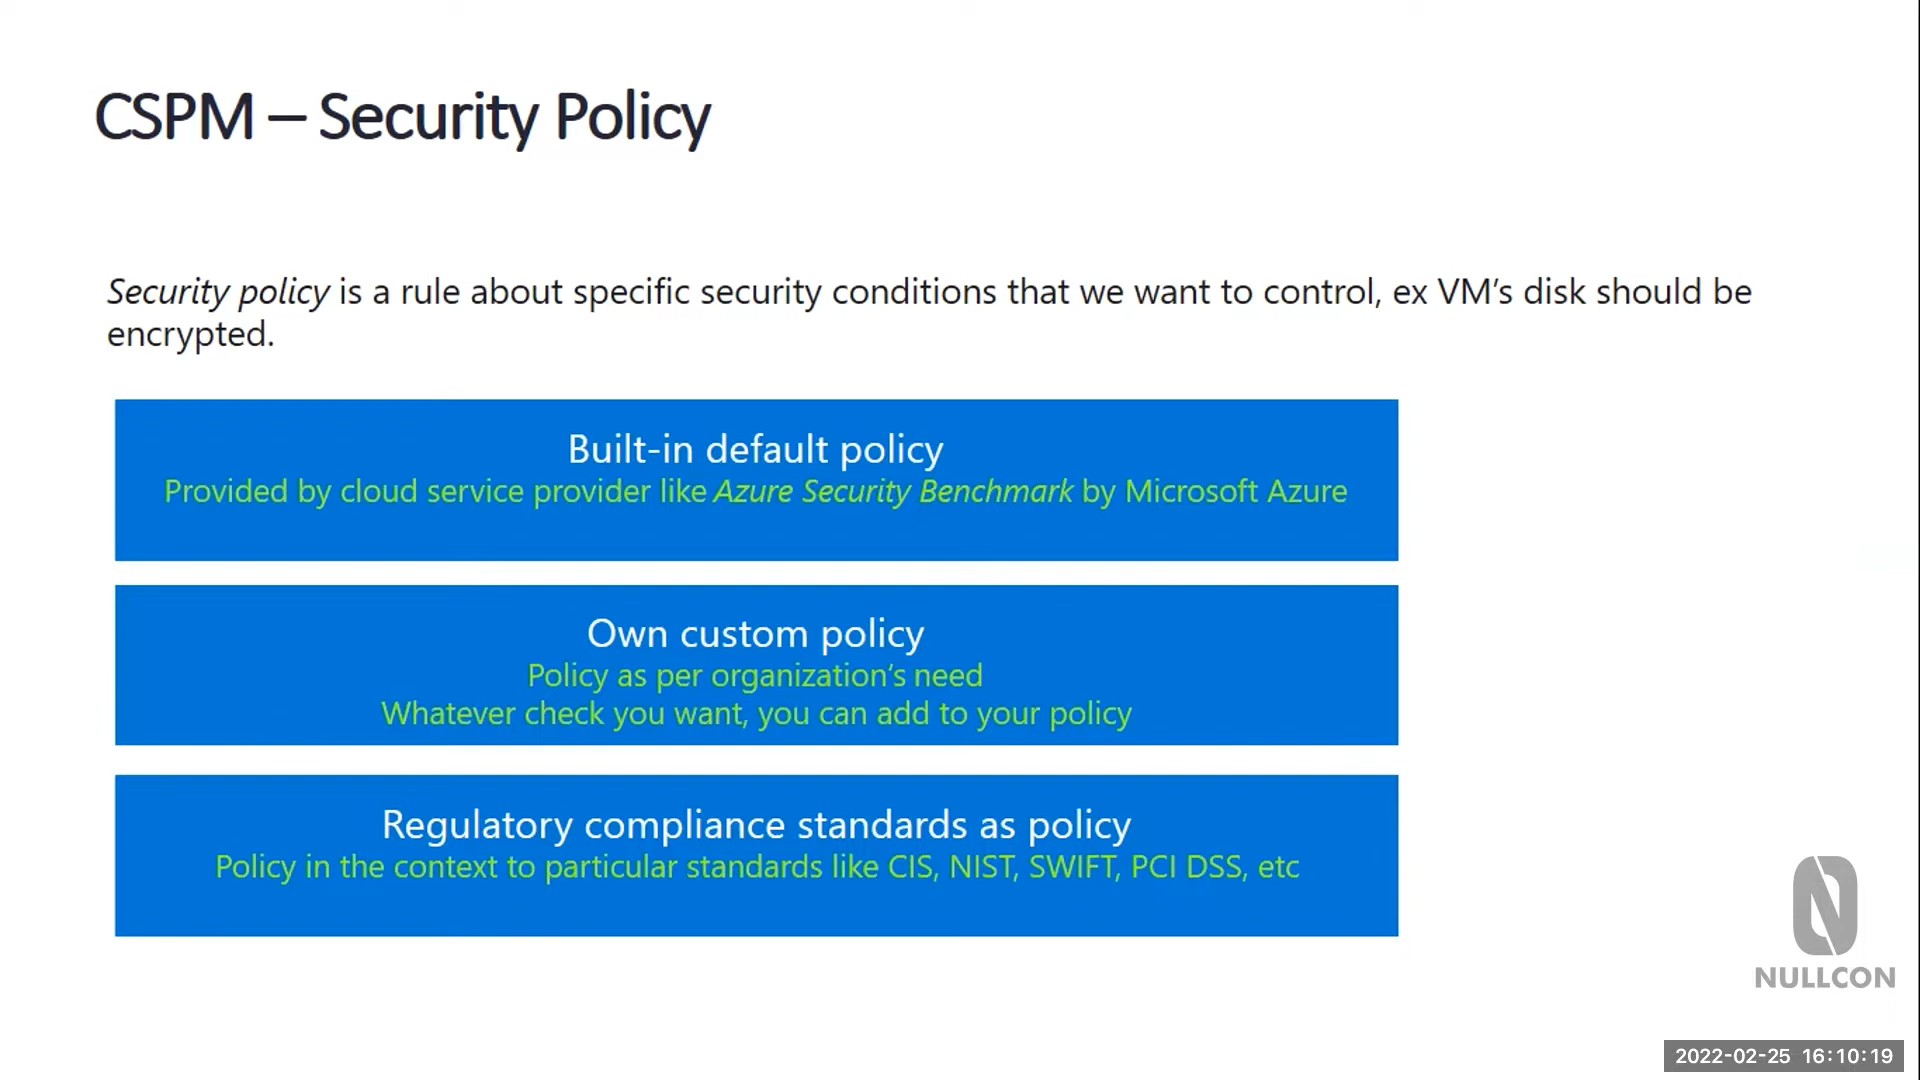 CSPM – Security Policy
Security policy is a rule about specific security conditions that we want to control, ex VM’s disk should be
encrypted.
Built-in default policy
Provided by cloud service provider like Azure Security Benchmark by Microsoft Azure
Own custom policy
Policy as per organization’s need
Whatever check you want, you can add to your policy
Regulatory compliance standards as policy
Policy in the context to particular standards like CIS, NIST, SWIFT, PCI DSS, etc
NULLCON
2022-02-25 16:10:19